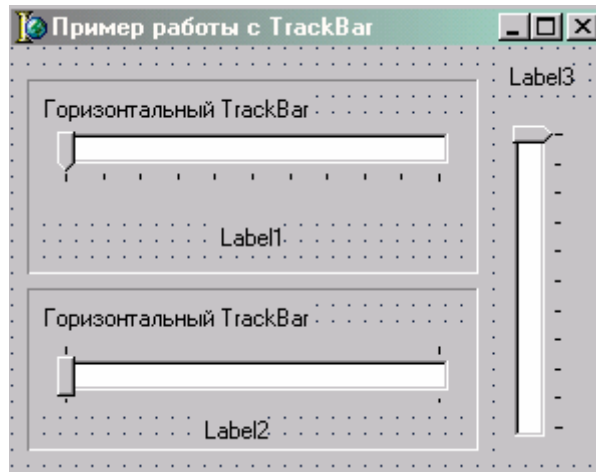 Пример работы с TrackBar
Label3
Горизонтальный TrackBar
Label1
Горизонтальный TrackBar
Label2